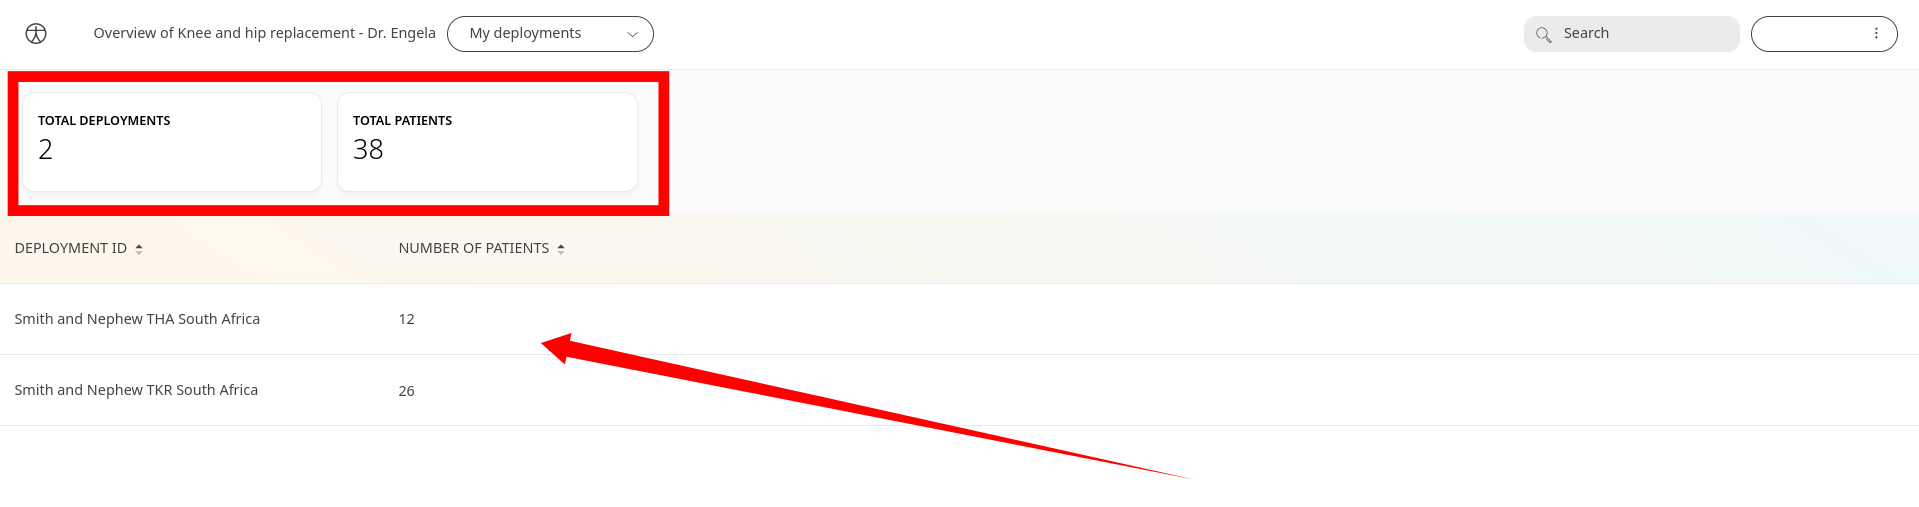 Overview of Knee and hip replacement - Dr. Engela
My deployments
Search
TOTAL DEPLOYMENTS
2
TOTAL PATIENTS
38
DEPLOYMENT ID NUMBER OF PATIENTS
Smith and Nephew THA South Africa 12
Smith and Nephew TKR South Africa 26